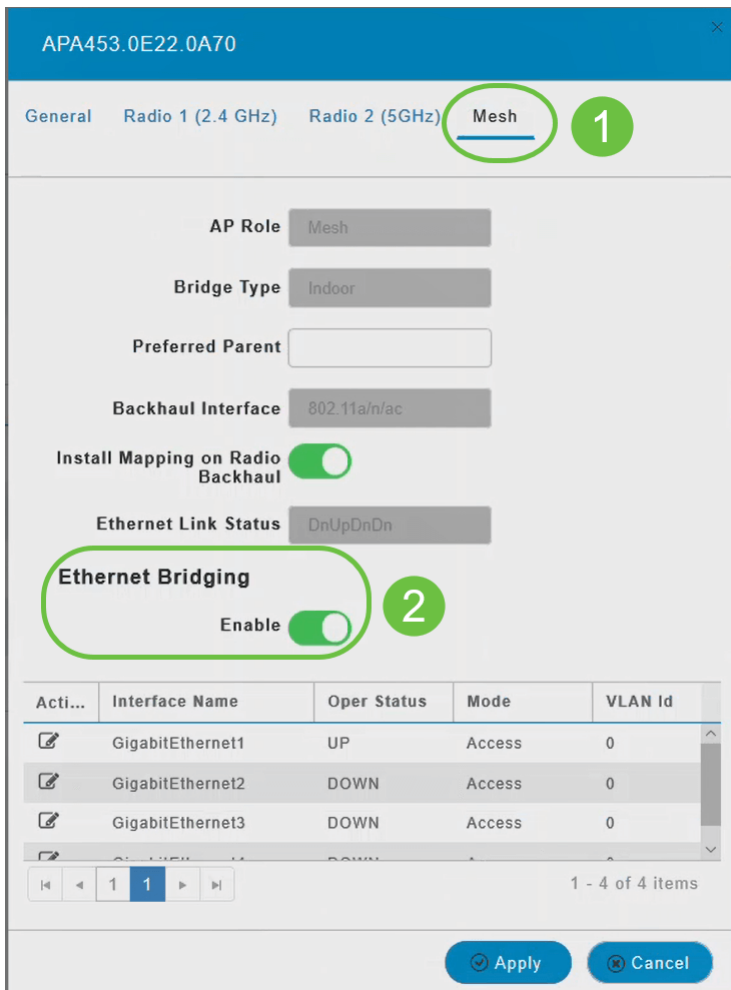 APA453.0E22.0A70
General Radio 1 (2.4 GHz) Radio 2 (5GHz) Mesh 1
AP Role Mesh
Bridge Type Indoor
Preferred Parent
Backhaul Interface 802.11a/n/ac
Install Mapping on Radio
Backhaul
Ethernet Link Status DnUpDnDn
Ethernet Bridging
Enable 2
Acti... Interface Name Oper Status Mode VLAN Id
GigabitEthernet1 UP Access 0
GigabitEthernet2 DOWN Access 0
GigabitEthernet3 DOWN Access 0
1 1 1 - 4 of 4 items
Apply Cancel